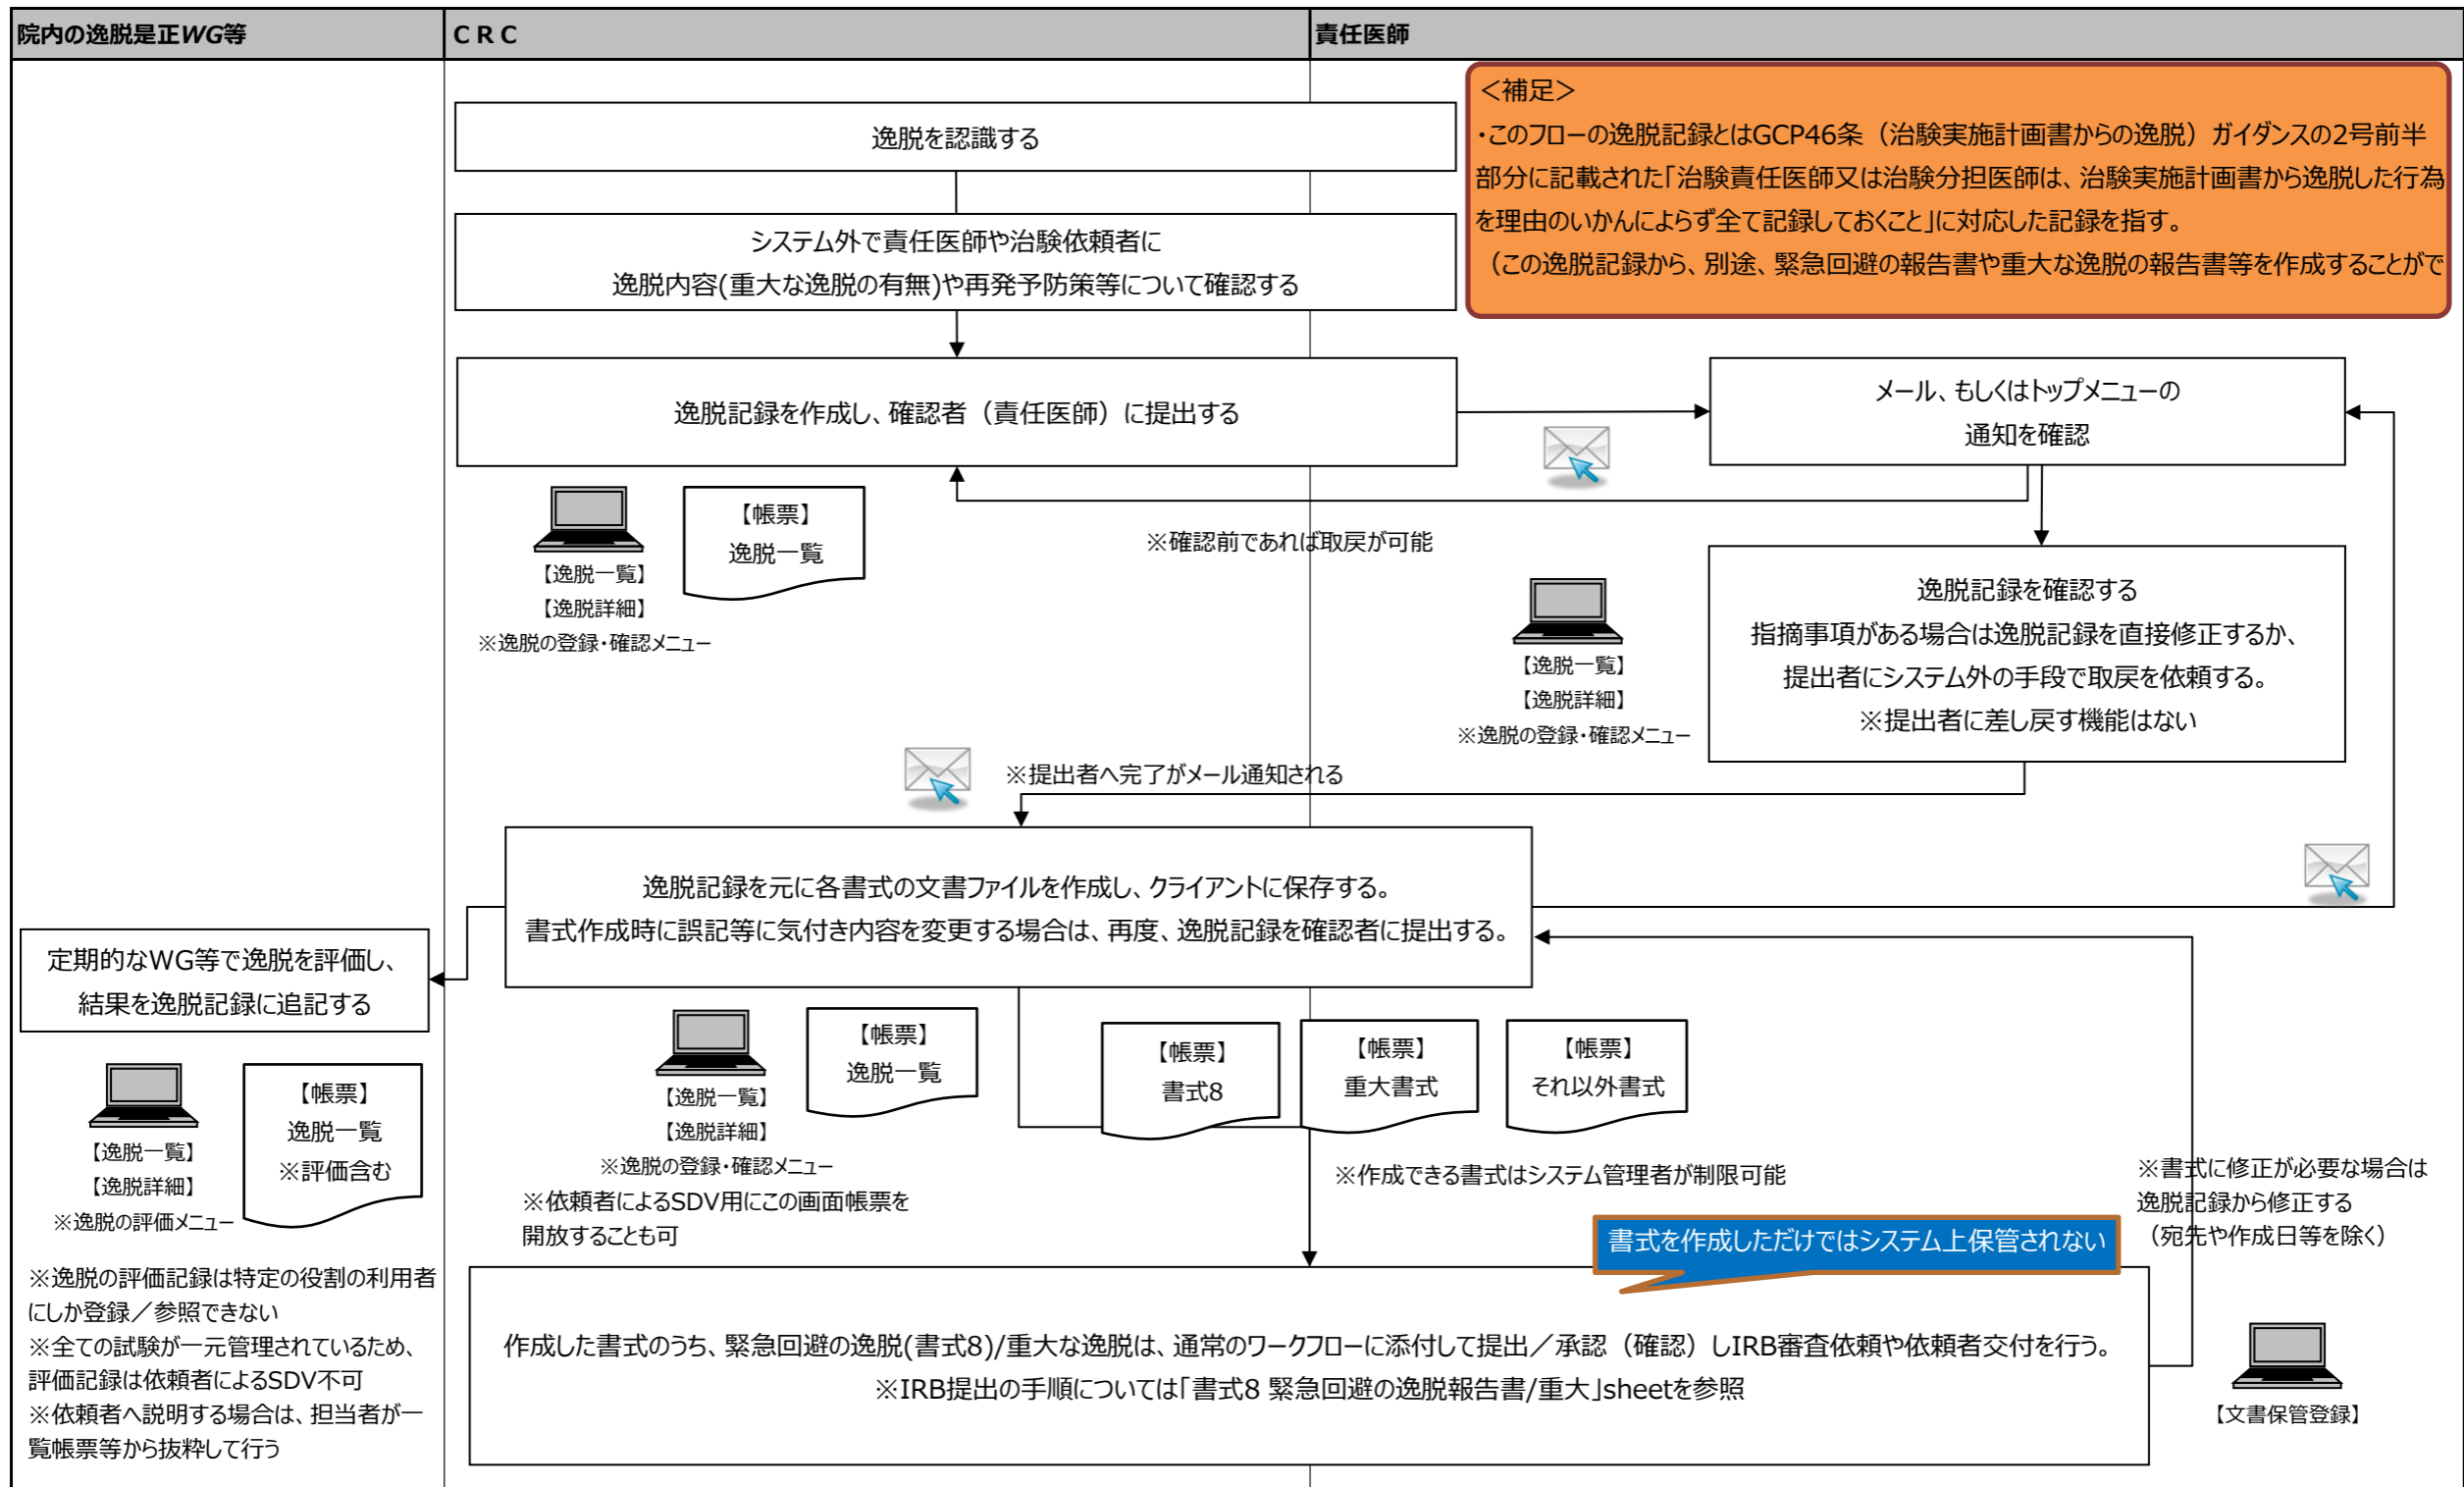 院内の逸脱是正WG等
ＣＲＣ
責任医師
＜補足＞
・このフローの逸脱記録とはGCP46条（治験実施計画書からの逸脱）ガイダンスの2号前半
部分に記載された「治験責任医師又は治験分担医師は、治験実施計画書から逸脱した行為
を理由のいかんによらず全て記録しておくこと」に対応した記録を指す。
（この逸脱記録から、別途、緊急回避の報告書や重大な逸脱の報告書等を作成することがで
逸脱を認識する
システム外で責任医師や治験依頼者に
逸脱内容(重大な逸脱の有無)や再発予防策等について確認する
逸脱記録を作成し、確認者（責任医師）に提出する
メール、もしくはトップメニューの
通知を確認
【逸脱一覧】
【逸脱詳細】
※逸脱の登録・確認メニュー
【帳票】
逸脱一覧
※確認前であれば取戻が可能
【逸脱一覧】
【逸脱詳細】
※逸脱の登録・確認メニュー
逸脱記録を確認する
指摘事項がある場合は逸脱記録を直接修正するか、
提出者にシステム外の手段で取戻を依頼する。
※提出者に差し戻す機能はない
※提出者へ完了がメール通知される
逸脱記録を元に各書式の文書ファイルを作成し、クライアントに保存する。
書式作成時に誤記等に気付き内容を変更する場合は、再度、逸脱記録を確認者に提出する。
定期的なWG等で逸脱を評価し、
結果を逸脱記録に追記する
【逸脱一覧】
【逸脱詳細】
※逸脱の評価メニュー
【帳票】
逸脱一覧
※評価含む
※逸脱の評価記録は特定の役割の利用者
にしか登録／参照できない
※全ての試験が一元管理されているため、
評価記録は依頼者によるSDV不可
※依頼者へ説明する場合は、担当者が一
覧帳票等から抜粋して行う
【逸脱一覧】
【逸脱詳細】
※逸脱の登録・確認メニュー
※依頼者によるSDV用にこの画面帳票を
開放することも可
【帳票】
逸脱一覧
【帳票】
書式8
【帳票】
重大書式
【帳票】
それ以外書式
※作成できる書式はシステム管理者が制限可能
※書式に修正が必要な場合は
逸脱記録から修正する
（宛先や作成日等を除く）
書式を作成しただけではシステム上保管されない
作成した書式のうち、緊急回避の逸脱(書式8)/重大な逸脱は、通常のワークフローに添付して提出／承認（確認）しIRB審査依頼や依頼者交付を行う。
※IRB提出の手順については「書式8 緊急回避の逸脱報告書/重大」sheetを参照
【文書保管登録】